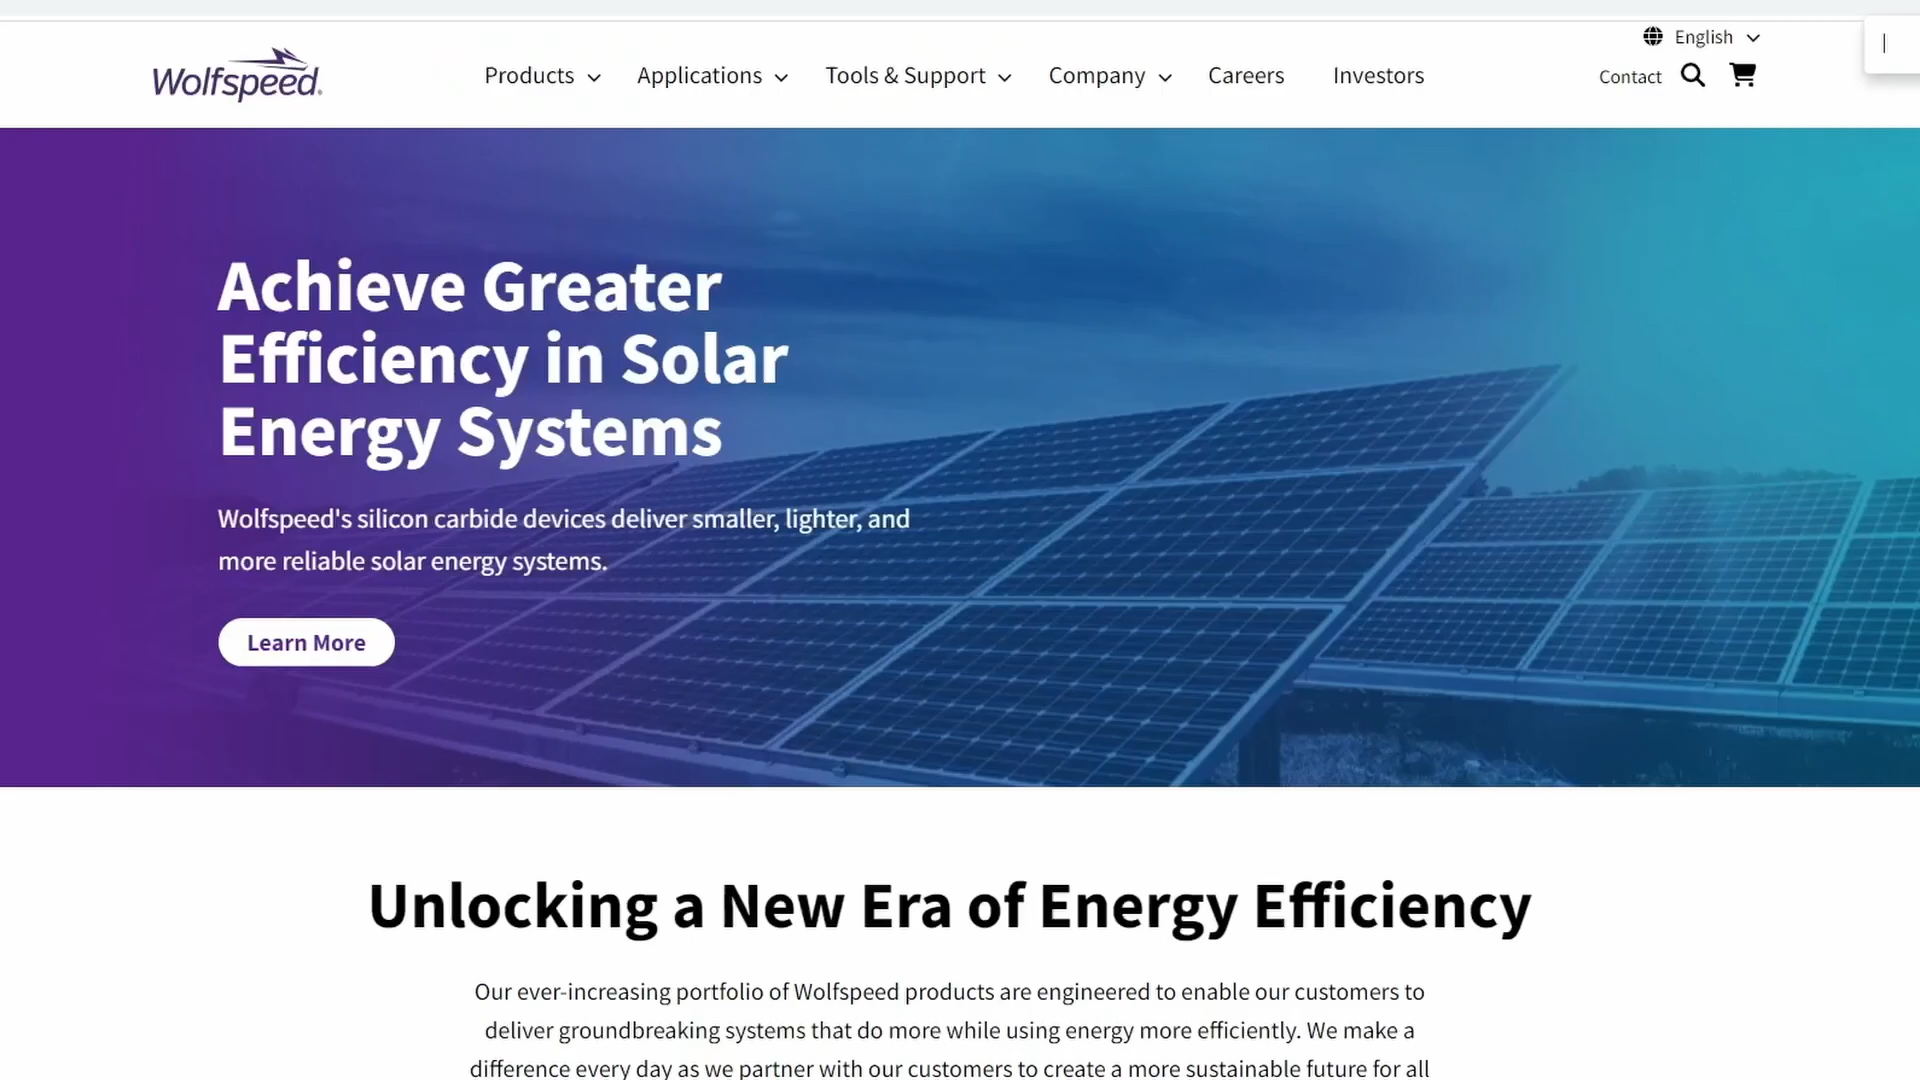 English
Wolfspeed.
Products
Applications
Tools & Support
Company
Careers
Investors
Contact
Achieve Greater
Efficiency in Solar
Energy Systems
Wolfspeed's silicon carbide devices deliver smaller, lighter, and
more reliable solar energy systems.
Learn More
Unlocking a New Era of Energy Efficiency
Our ever-increasing portfolio of Wolfspeed products are engineered to enable our customers to
deliver groundbreaking systems that do more while using energy more efficiently. We make a
difference every day as we partner with our customers to create a more sustainable future for all